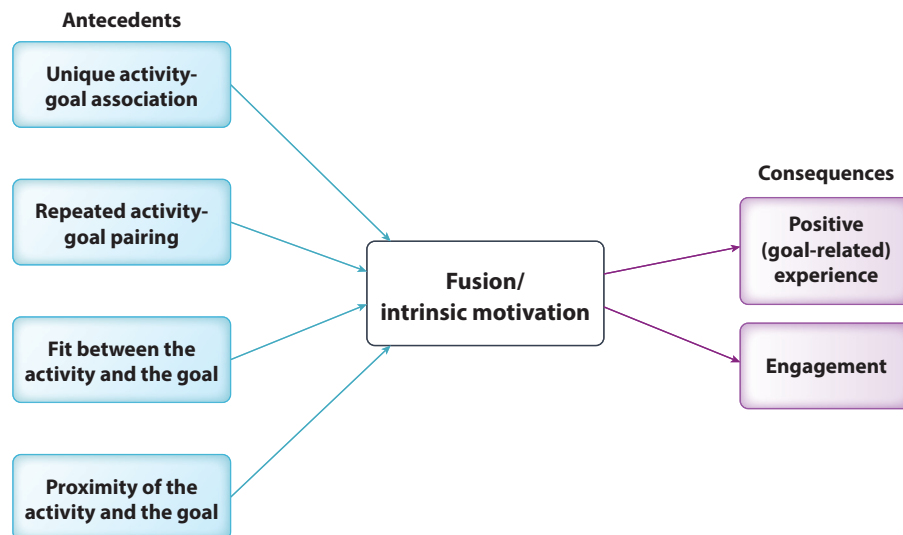 Antecedents
Unique activity-
goal association
Repeated activity-
goal pairing
Fit between the
activity and the goal
Proximity of the
activity and the goal
Fusion/
intrinsic motivation
Consequences
Positive
(goal-related)
experience
Engagement